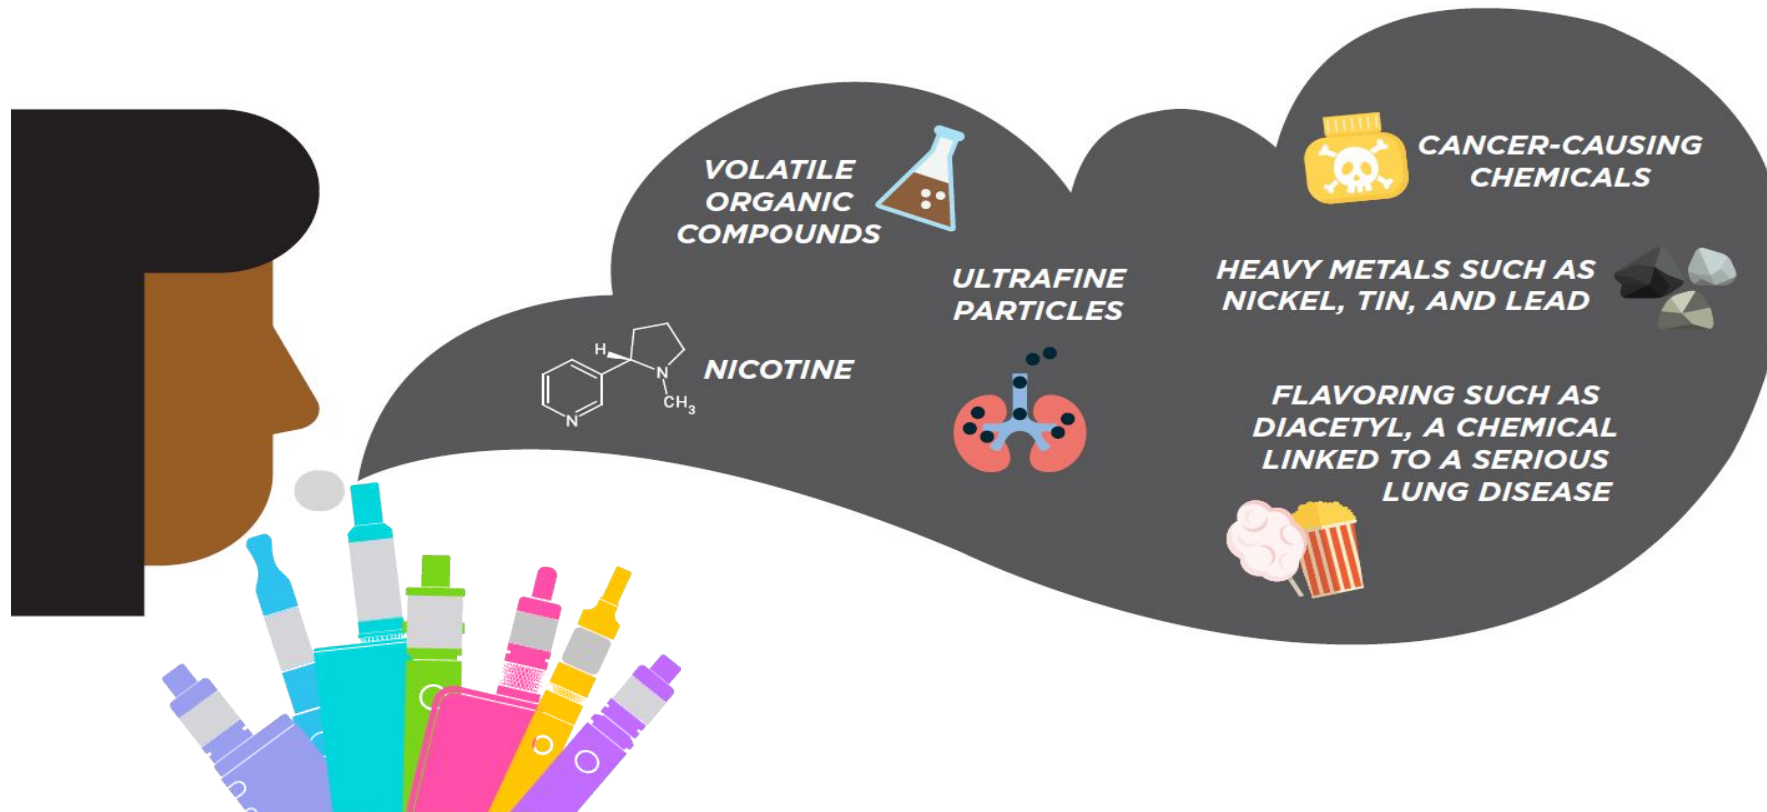 VOLATILE
ORGANIC
COMPOUNDS
NICOTINE
H
N
CH3
N
ULTRAFINE
PARTICLES
CANCER-CAUSING
CHEMICALS
HEAVY METALS SUCH AS
NICKEL, TIN, AND LEAD
FLAVORING SUCH AS
DIACETYL, A CHEMICAL
LINKED TO A SERIOUS
LUNG DISEASE